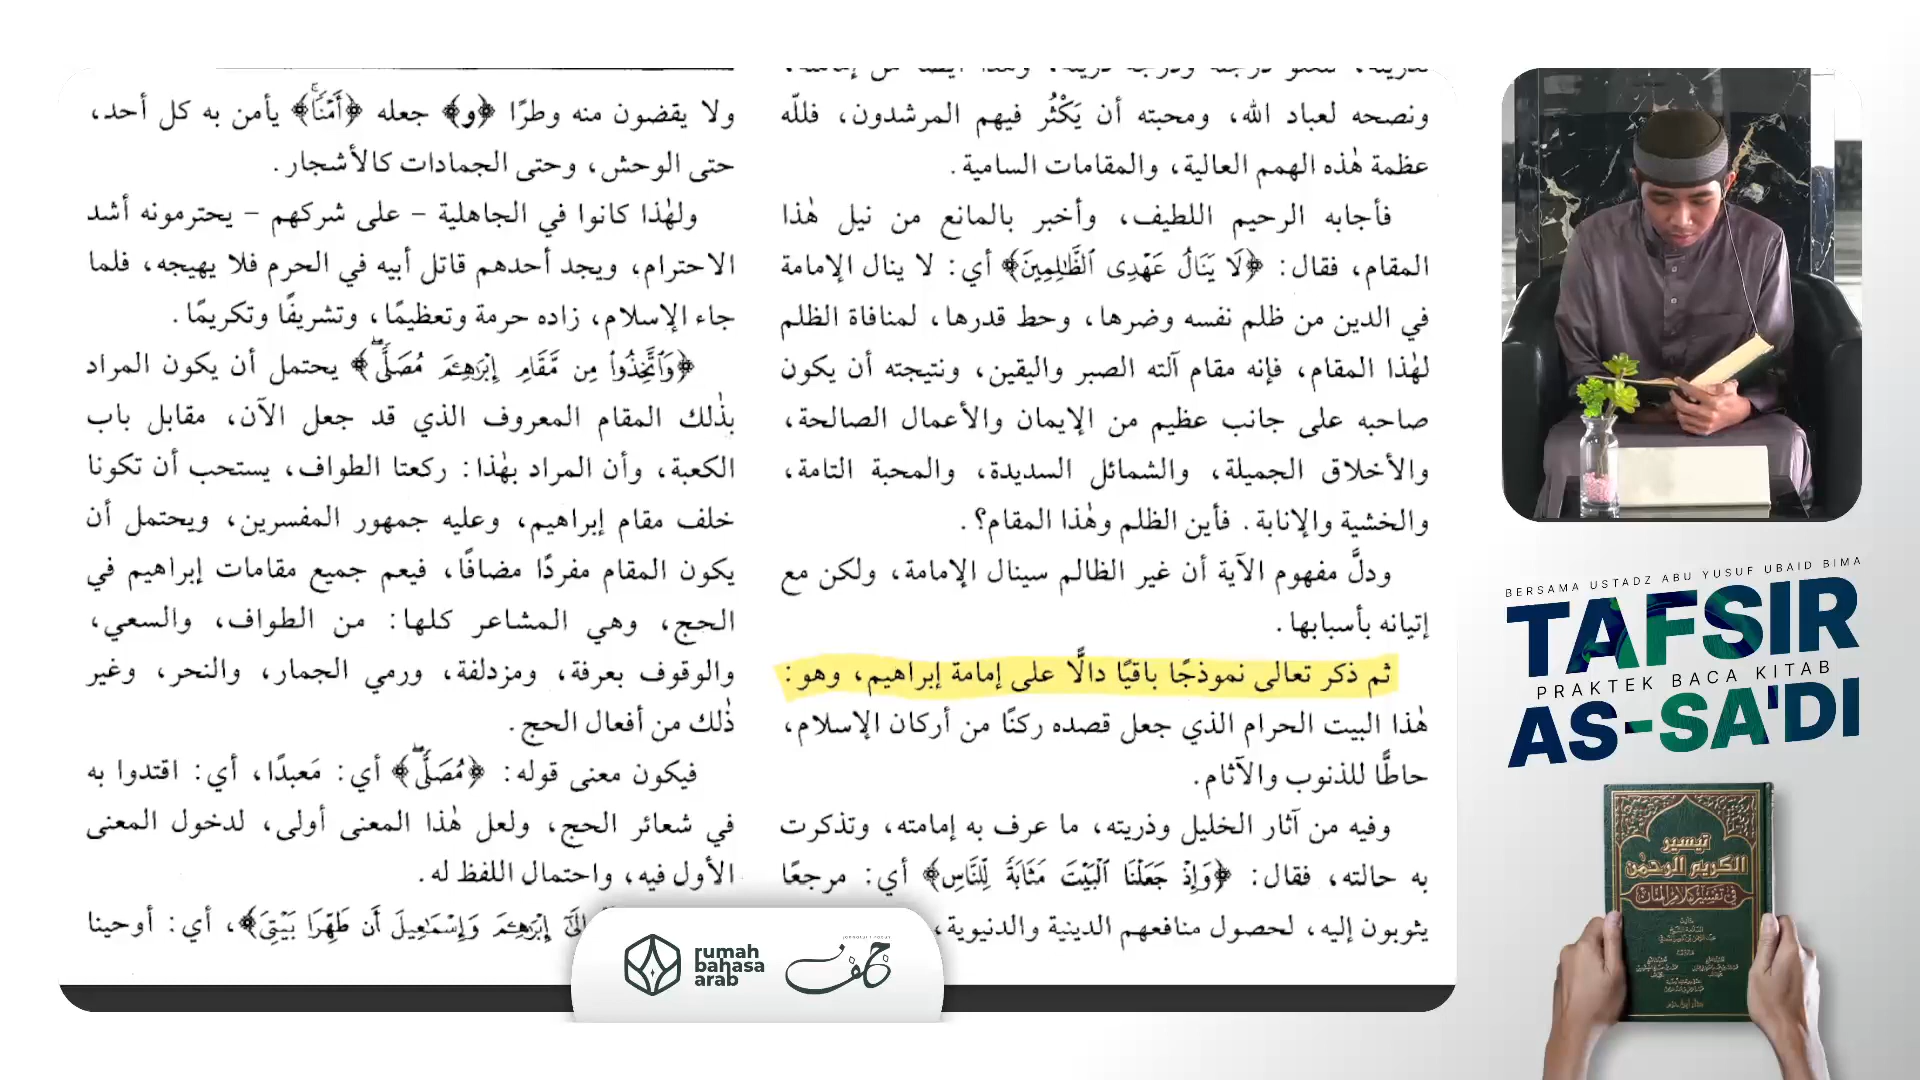 ونصحه لعباد الله، ومحبته أن يَكْثُر فيهم المرشدون، فللّه
عظمة هٰذه الهمم العالية، والمقامات السامية.
فأجابه الرحيم اللطيف، وأخبر بالمانع من نيل هٰذا
المقام، فقال: ﴿لَا يَنَالُ عَهْدِى ٱلظَّـٰلِمِينَ﴾ أي: لا ينال الإمامة
في الدين من ظلم نفسه وضرها، وحط قدرها، لمنافاة الظلم
لهٰذا المقام، فإنه مقام آلته الصبر واليقين، ونتيجته أن يكون
صاحبه على جانب عظيم من الإيمان والأعمال الصالحة،
والأخلاق الجميلة، والشمائل السديدة، والمحبة التامة،
والخشية والإنابة. فأين الظلم وهٰذا المقام؟.
ودلَّ مفهوم الآية أن غير الظالم سينال الإمامة، ولكن مع
إتيانه بأسبابها.
ثم ذكر تعالى نموذجًا باقيًا دالًّا على إمامة إبراهيم، وهو:
هٰذا البيت الحرام الذي جعل قصده ركنًا من أركان الإسلام،
حاطًّا للذنوب والآثام.
وفيه من آثار الخليل وذريته، ما عرف به إمامته، وتذكرت
به حالته، فقال: ﴿وَإِذْ جَعَلْنَا ٱلْبَيْتَ مَثَابَةً لِّلنَّاسِ﴾ أي: مرجعًا
يثوبون إليه، لحصول منافعهم الدينية والدنيوية،
ولا يقضون منه وطرًا ﴿و﴾ جعله ﴿أَمْنًا﴾ يأمن به كل أحد،
حتى الوحش، وحتى الجمادات كالأشجار.
ولهٰذا كانوا في الجاهلية – على شركهم – يحترمونه أشد
الاحترام، ويجد أحدهم قاتل أبيه في الحرم فلا يهيجه، فلما
جاء الإسلام، زاده حرمة وتعظيمًا، وتشريفًا وتكريمًا.
﴿وَٱتَّخِذُوا۟ مِن مَّقَامِ إِبْرَٰهِـۧمَ مُصَلًّى﴾ يحتمل أن يكون المراد
بذٰلك المقام المعروف الذي قد جعل الآن، مقابل باب
الكعبة، وأن المراد بهٰذا: ركعتا الطواف، يستحب أن تكونا
خلف مقام إبراهيم، وعليه جمهور المفسرين، ويحتمل أن
يكون المقام مفردًا مضافًا، فيعم جميع مقامات إبراهيم في
الحج، وهي المشاعر كلها: من الطواف، والسعي،
والوقوف بعرفة، ومزدلفة، ورمي الجمار، والنحر، وغير
ذٰلك من أفعال الحج.
فيكون معنى قوله: ﴿مُصَلًّى﴾ أي: مَعبدًا، أي: اقتدوا به
في شعائر الحج، ولعل هٰذا المعنى أولى، لدخول المعنى
الأول فيه، واحتمال اللفظ له.
إِبْرَٰهِـۧمَ وَإِسْمَـٰعِيلَ أَن طَهِّرَا بَيْتِىَ﴾، أي: أوحينا
BERSAMA USTADZ ABU YUSUF UBAID BIMA
TAFSIR
PRAKTEK BACA KITAB
AS-SA'DI
تيسير
الكريم الرحمن
في تفسير كلام المنان
rumah
bahasa
arab